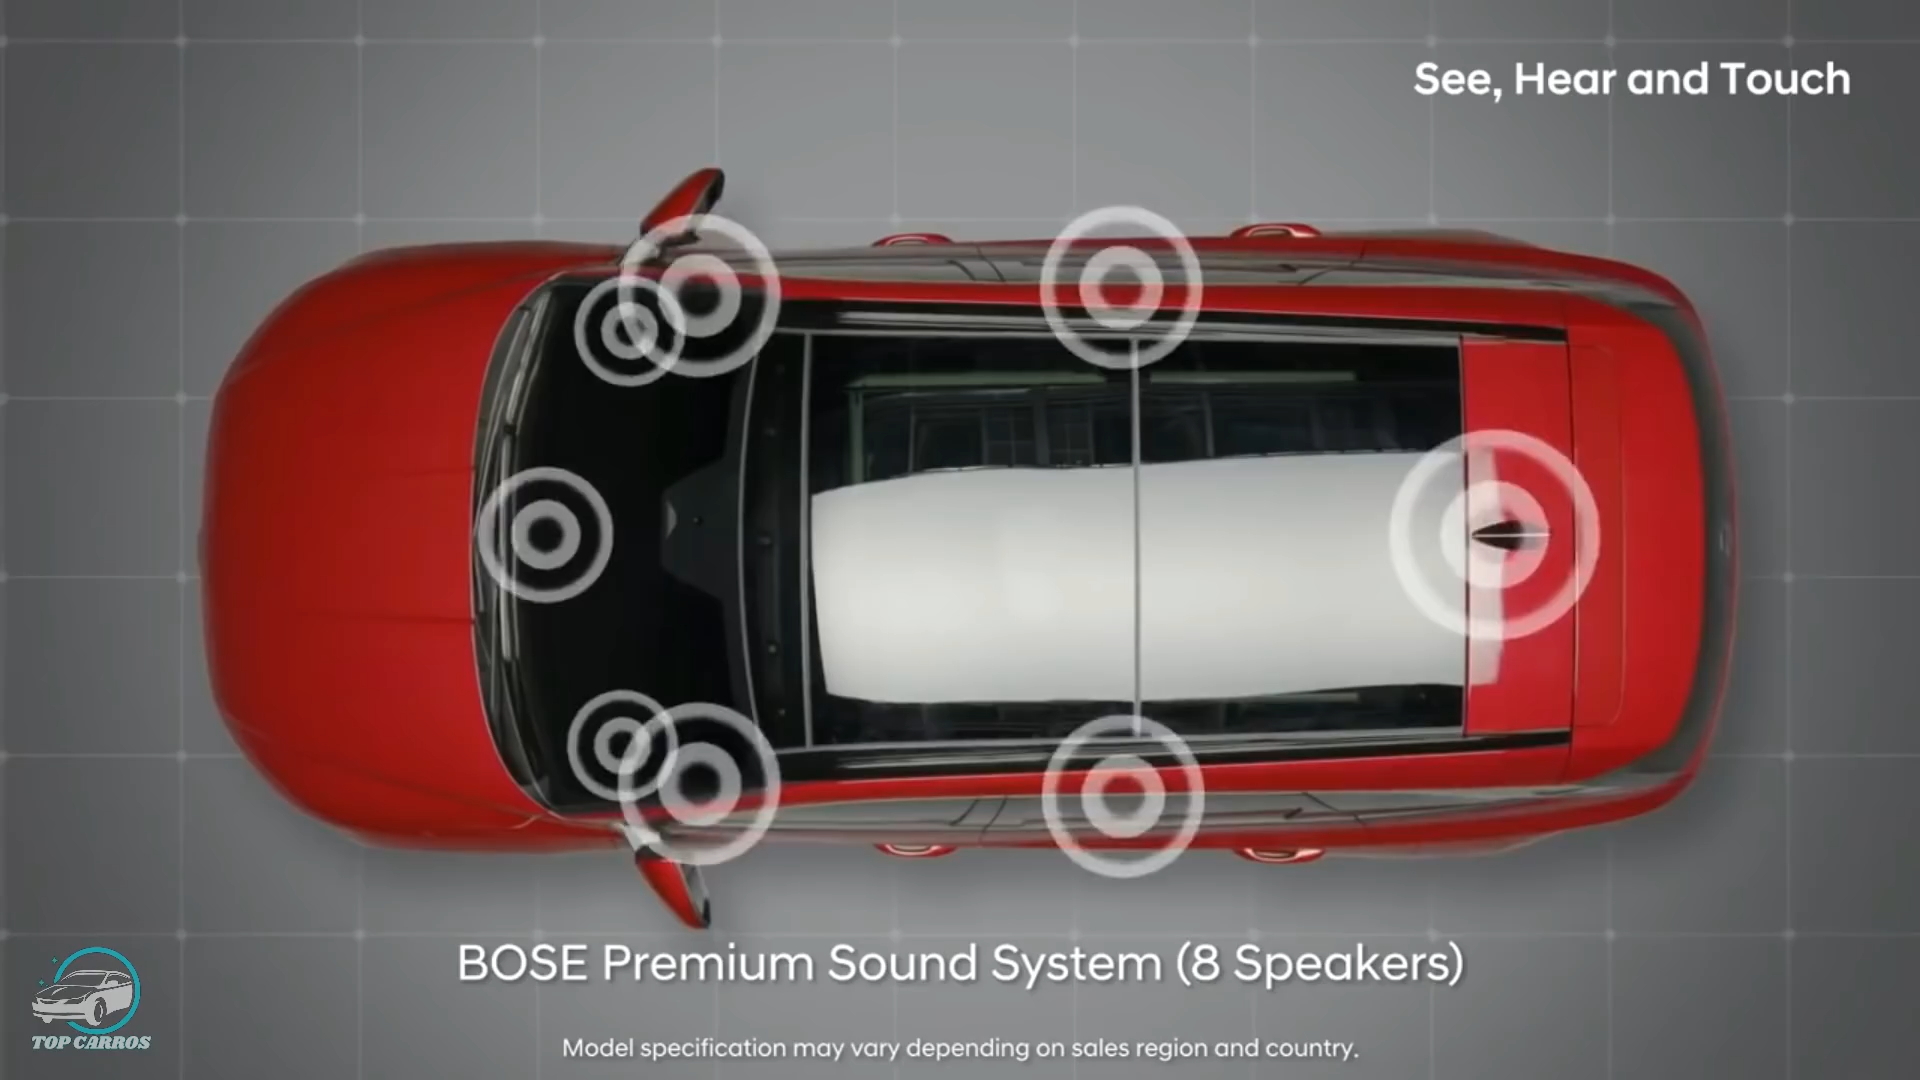 See, Hear and Touch
BOSE Premium Sound System (8 Speakers)
Model specification may vary depending on sales region and country.
TOP CARROS